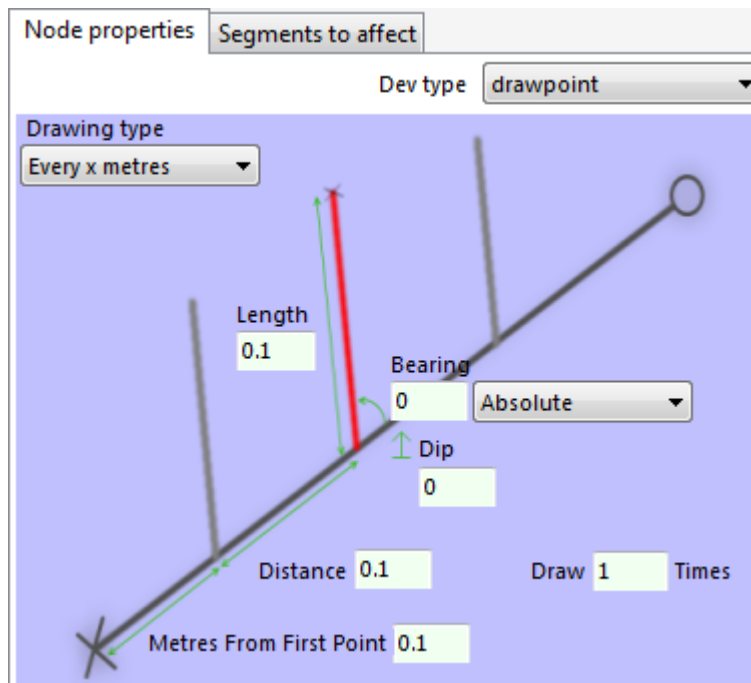 Node properties
Segments to affect
Dev type drawpoint
Drawing type
Every x metres
Length
0.1
Bearing
0 Absolute
Dip
0
Distance 0.1 Draw 1 Times
Metres From First Point 0.1